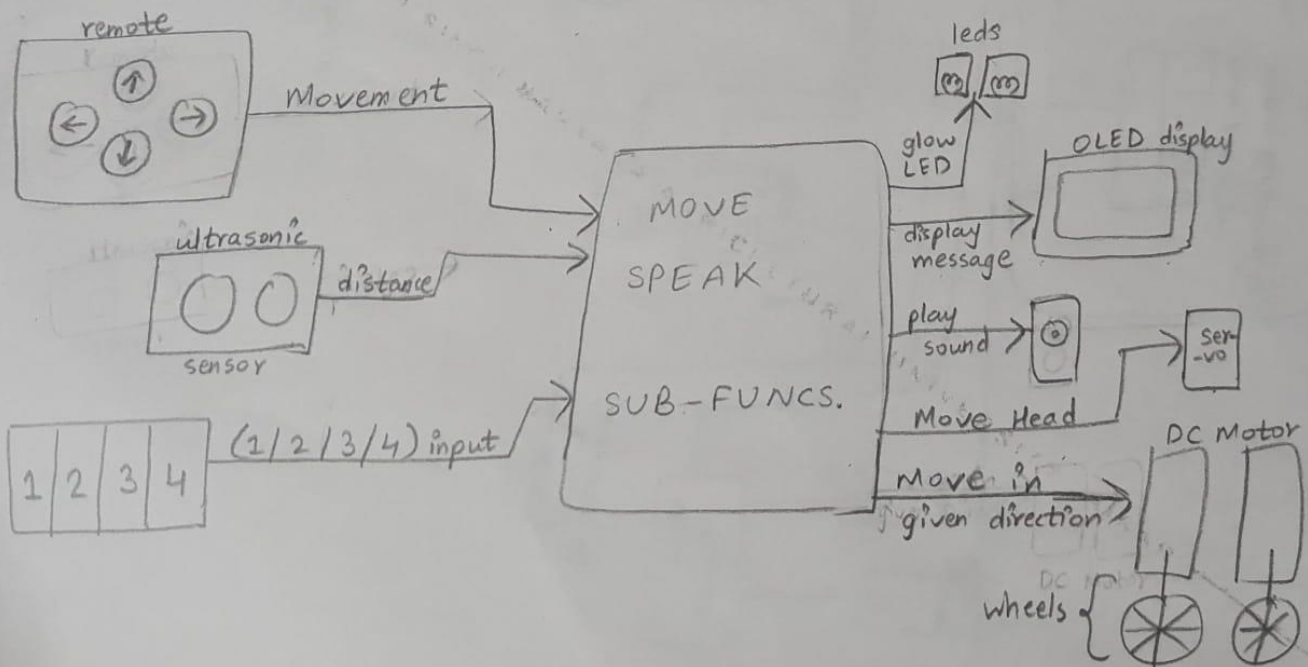 remote
Movement
ultrasonic
sensor
distance
1 2 3 4
(1/2/3/4) input
MOVE
SPEAK
SUB-FUNCS.
leds
glow
LED
OLED display
display
message
play
sound
ser-
-vo
Move Head
DC Motor
Move in
given direction
wheels